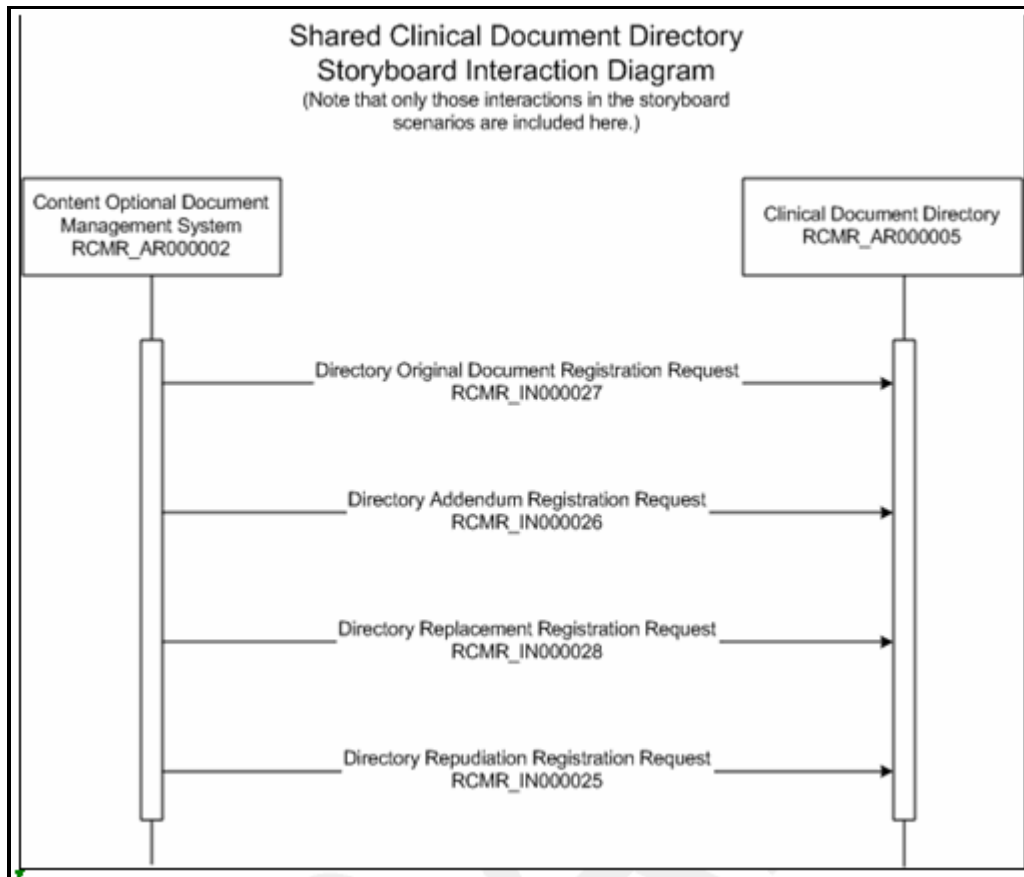 Shared Clinical Document Directory
Storyboard Interaction Diagram
(Note that only those interactions in the storyboard
scenarios are included here.)
Content Optional Document
Management System
RCMR_AR000002
Clinical Document Directory
RCMR_AR000005
Directory Original Document Registration Request
RCMR_IN000027
Directory Addendum Registration Request
RCMR_IN000026
Directory Replacement Registration Request
RCMR_IN000028
Directory Repudiation Registration Request
RCMR_IN000025